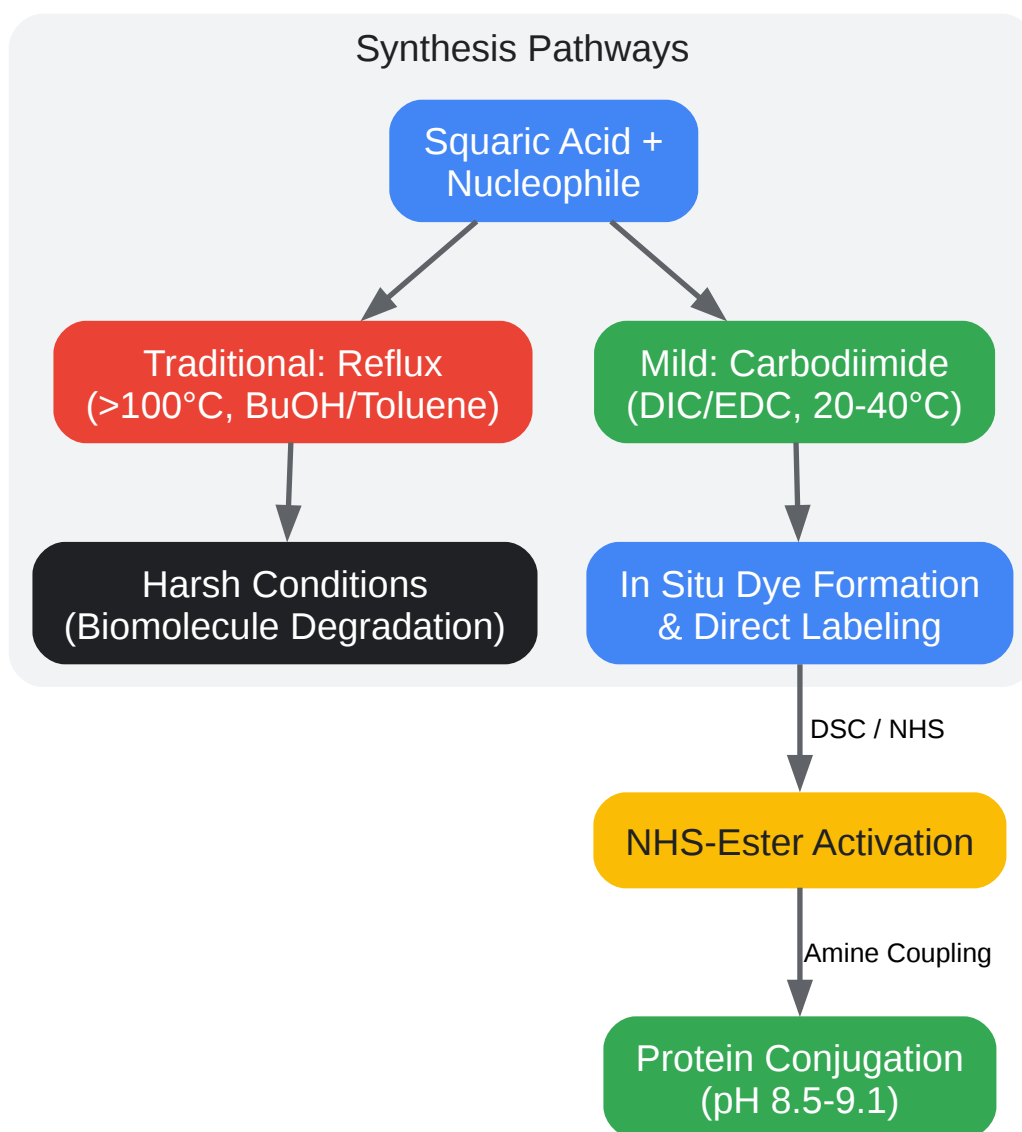 Synthesis Pathways
Squaric Acid +
Nucleophile
Traditional: Reflux
(>100°C, BuOH/Toluene)
Mild: Carbodiimide
(DIC/EDC, 20-40°C)
Harsh Conditions
(Biomolecule Degradation)
In Situ Dye Formation
& Direct Labeling
DSC / NHS
NHS-Ester Activation
Amine Coupling
Protein Conjugation
(pH 8.5-9.1)